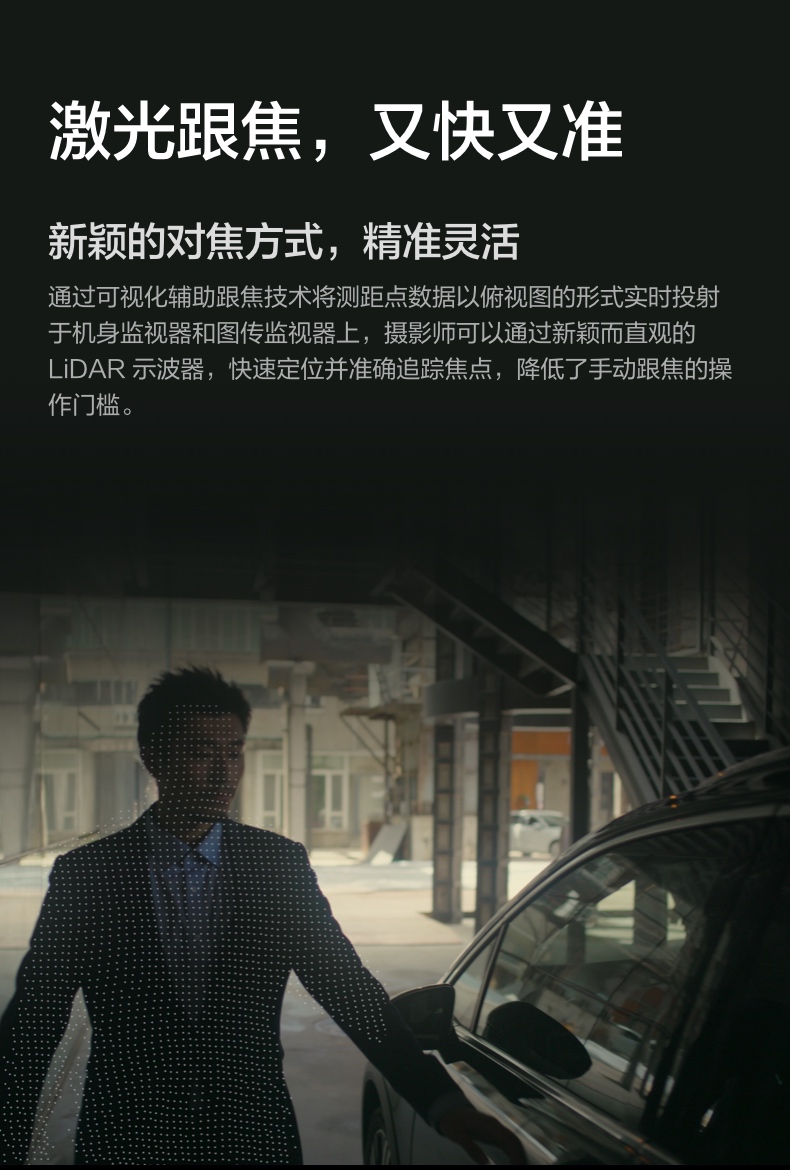 激光跟焦，又快又准
新颖的对焦方式，精准灵活
通过可视化辅助跟焦技术将测距点数据以俯视图的形式实时投射
于机身监视器和图传监视器上，摄影师可以通过新颖而直观的
LiDAR 示波器，快速定位并准确追踪焦点，降低了手动跟焦的操
作门槛。